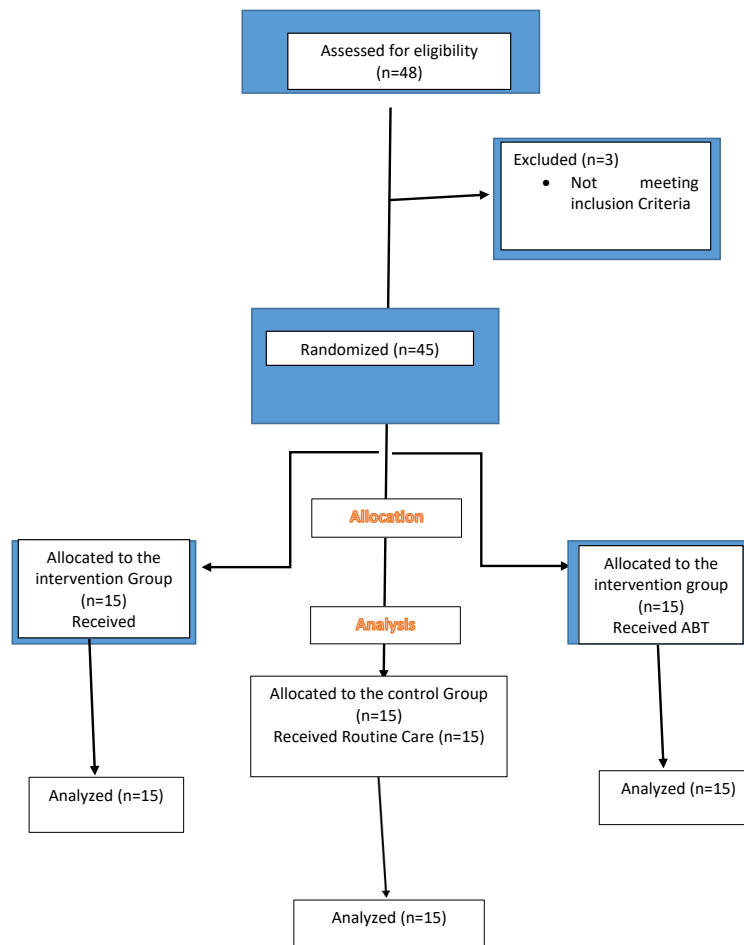 Assessed for eligibility
(n=48)
Excluded (n=3)
• Not meeting
inclusion Criteria
Randomized (n=45)
Allocation
Allocated to the
intervention Group
(n=15)
Received
Allocated to the
intervention group
(n=15)
Received ABT
Analysis
Allocated to the control Group
(n=15)
Received Routine Care (n=15)
Analyzed (n=15)
Analyzed (n=15)
Analyzed (n=15)